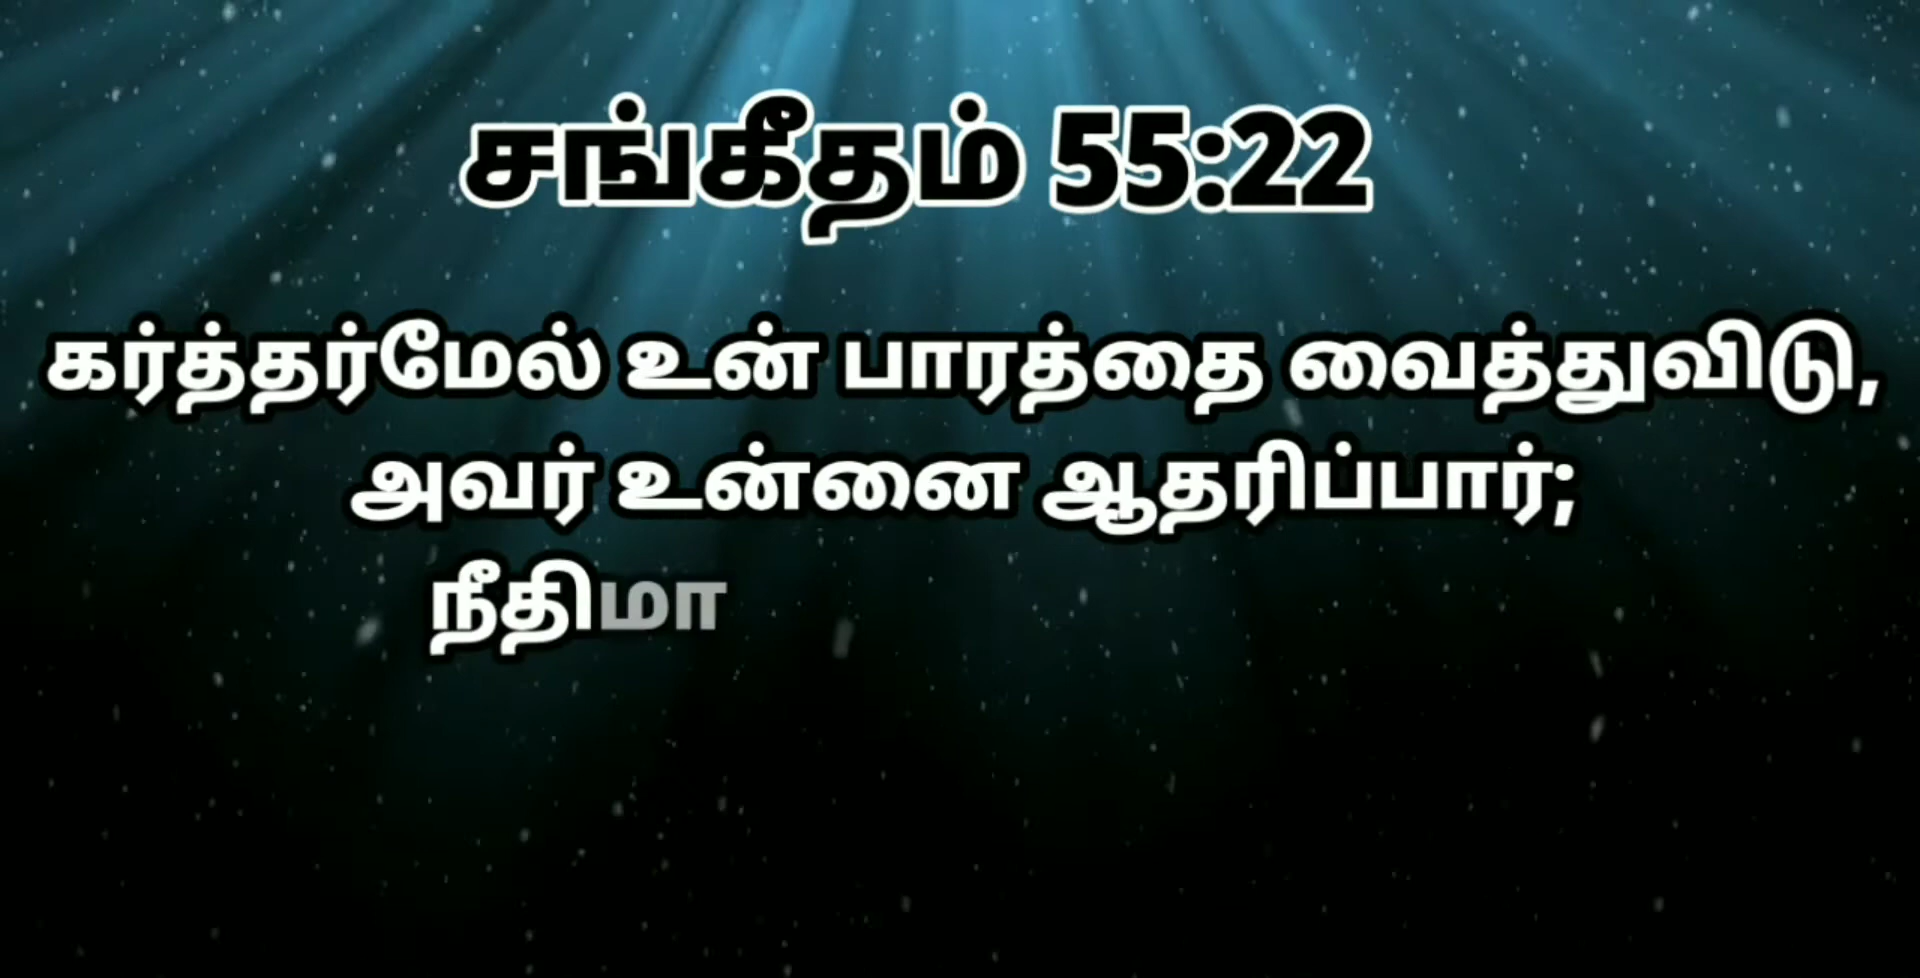 சங்கீதம் 55:22
கர்த்தர்மேல் உன் பாரத்தை வைத்துவிடு,
அவர் உன்னை ஆதரிப்பார்;
நீதிமா